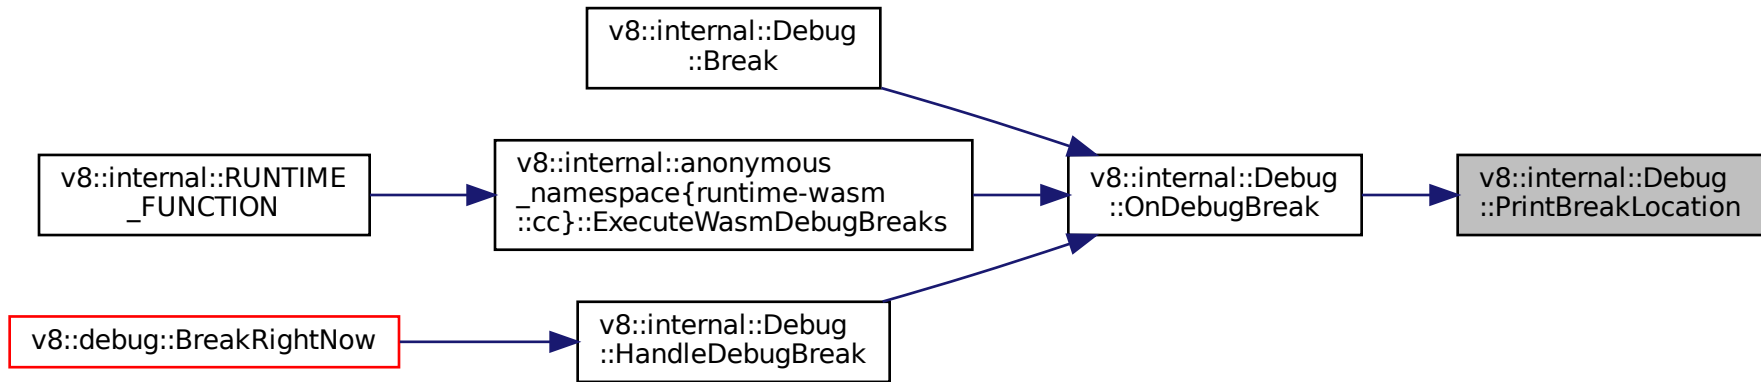 v8::internal::Debug
::Break
v8::internal::RUNTIME
_FUNCTION
v8::internal::anonymous
_namespace{runtime-wasm
::cc}::ExecuteWasmDebugBreaks
v8::internal::Debug
::OnDebugBreak
v8::internal::Debug
::PrintBreakLocation
v8::debug::BreakRightNow
v8::internal::Debug
::HandleDebugBreak